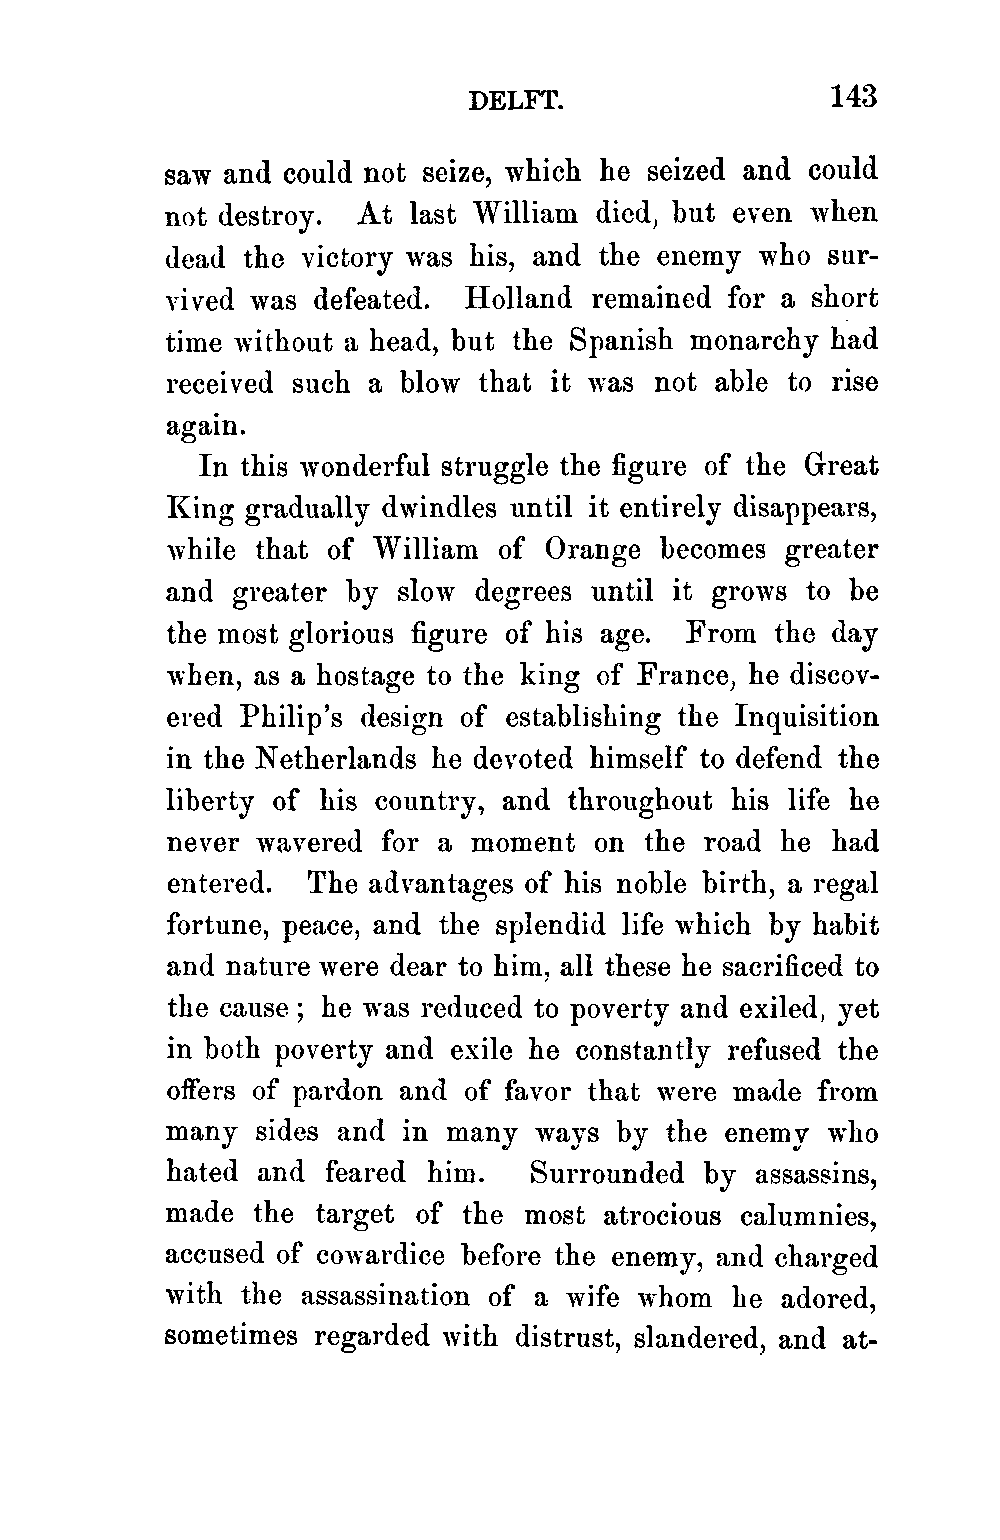 DELFT. 143
saw and could not seize, which he seized and could
not destroy. At last William died, but even when
dead the victory was his, and the enemy who sur-
vived was defeated. Holland remained for a short
time without a head, but the Spanish monarchy had
received such a blow that it was not able to rise
again.
In this wonderful struggle the figure of the Great
King gradually dwindles until it entirely disappears,
while that of William of Orange becomes greater
and greater by slow degrees until it grows to be
the most glorious figure of his age. From the day
when, as a hostage to the king of France, he discov-
ered Philip's design of establishing the Inquisition
in the Netherlands he devoted himself to defend the
liberty of his country, and throughout his life he
never wavered for a moment on the road he had
entered. The advantages of his noble birth, a regal
fortune, peace, and the splendid life which by habit
and nature were dear to him, all these he sacrificed to
the cause; he was reduced to poverty and exiled, yet
in both poverty and exile he constantly refused the
offers of pardon and of favor that were made from
many sides and in many ways by the enemy who
hated and feared him. Surrounded by assassins,
made the target of the most atrocious calumnies,
accused of cowardice before the enemy, and charged
with the assassination of a wife whom he adored,
sometimes regarded with distrust, slandered, and at-